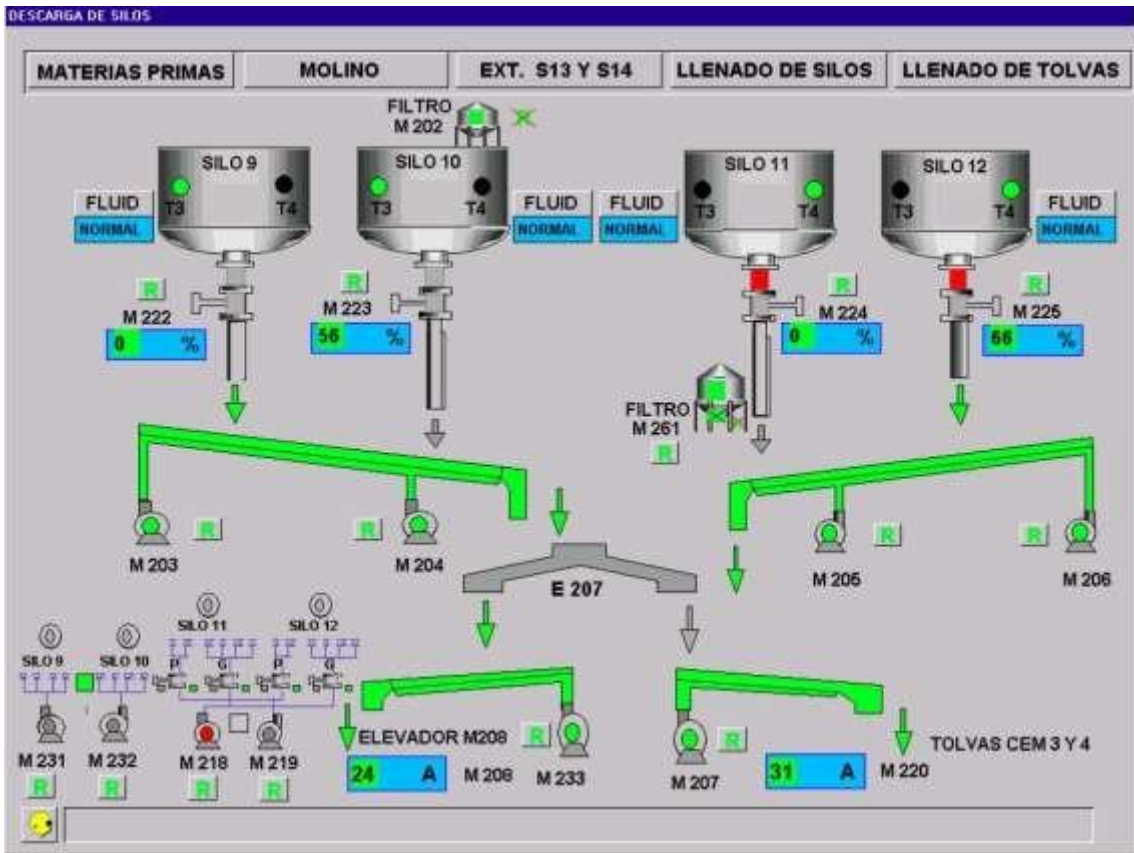 DESCARGA DE SILOS
MATERIAS PRIMAS
MOLINO
EXT. S13 Y S14
LLENADO DE SILOS
LLENADO DE TOLVAS
FILTRO
M 202
SILO 9
SILO 10
SILO 11
SILO 12
FLUID
NORMAL
T3
T4
T3
T4
FLUID
NORMAL
FLUID
NORMAL
T3
T4
T3
T4
FLUID
NORMAL
R
M 222
0 %
R
M 223
56 %
R
M 224
0 %
R
M 225
66 %
FILTRO
M 261
R
M 203
R
M 204
R
M 205
R
M 206
R
E 207
SILO 9
SILO 10
SILO 11
SILO 12
P
G
P
G
M 231
R
M 232
R
M 218
R
M 219
R
ELEVADOR M208
24 A
M 208
R
M 233
M 207
R
31 A
M 220
TOLVAS CEM 3 Y 4